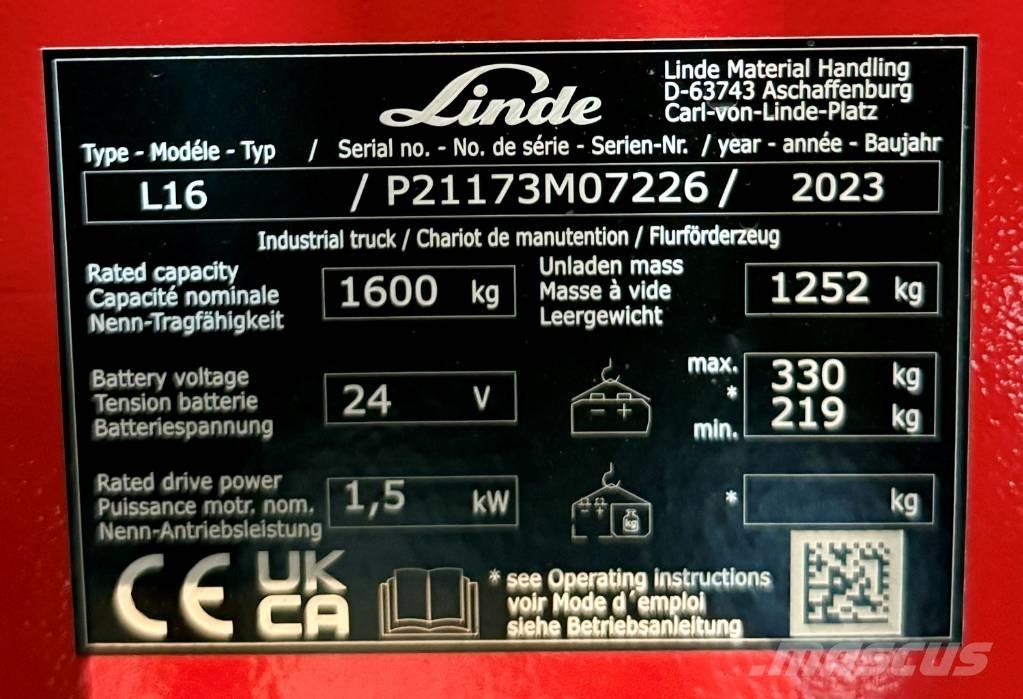 Linde
Linde Material Handling
D-63743 Aschaffenburg
Carl-von-Linde-Platz
Type - Modéle - Typ / Serial no. - No. de série - Serien-Nr. / year - année - Baujahr
L16 / P21173M07226 / 2023
Industrial truck / Chariot de manutention / Flurförderzeug
Rated capacity
Capacité nominale
Nenn-Tragfähigkeit
1600 kg
Unladen mass
Masse à vide
Leergewicht
1252 kg
Battery voltage
Tension batterie
Batteriespannung
24 V
- +
max. 330 kg
*
min. 219 kg
Rated drive power
Puissance motr. nom.
Nenn-Antriebsleistung
1,5 kW
kg
* kg
CE UK
CA
* see Operating instructions
voir Mode d´emploi
siehe Betriebsanleitung
mascus